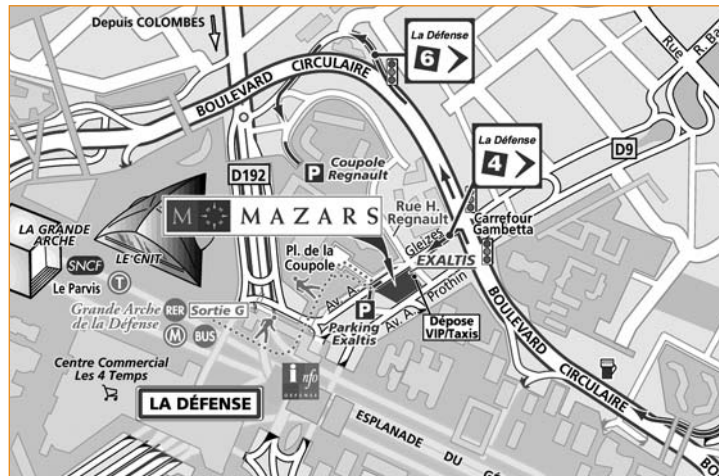 Depuis COLOMBES
La Défense
6
BOULEVARD CIRCULAIRE
R. Ba
Rue
La Défense
4
D9
P
Coupole
Regnault
D192
M MAZARS
Rue H.
Regnault
Carrefour
Gambetta
LA GRANDE
ARCHE
LE CNIT
Gleizes
EXALTIS
SNCF
T
Le Parvis
Pl. de la
Coupole
Av. A.
Av. A. Prothin
Grande Arche
de la Défense
RER
Sortie G
M
BUS
P
Parking
Exaltis
Dépose
VIP/Taxis
BOULEVARD CIRCULAIRE
Centre Commercial
Les 4 Temps
info
DEFENSE
LA DÉFENSE
ESPLANADE DU GÉ
BO